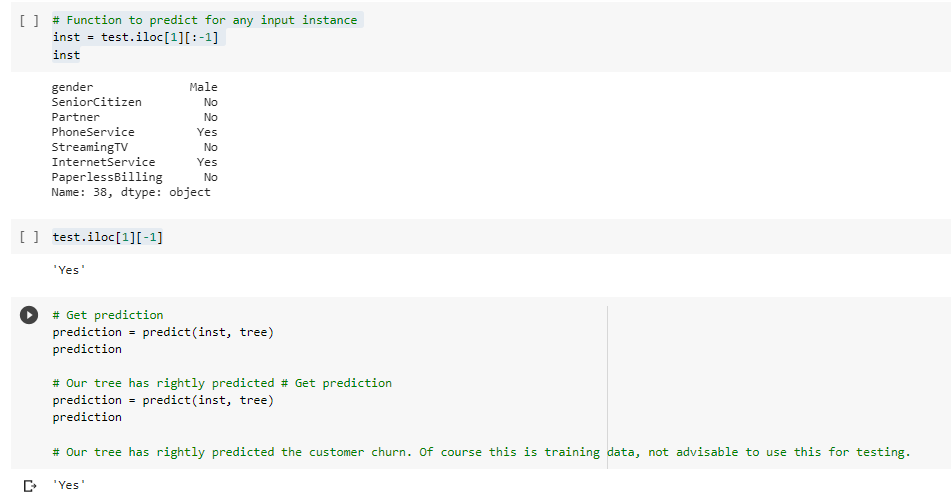 [ ] # Function to predict for any input instance
inst = test.iloc[1][:-1]
inst
gender Male
SeniorCitizen No
Partner No
PhoneService Yes
StreamingTV No
InternetService Yes
PaperlessBilling No
Name: 38, dtype: object
[ ] test.iloc[1][-1]
'Yes'
# Get prediction
prediction = predict(inst, tree)
prediction
# Our tree has rightly predicted # Get prediction
prediction = predict(inst, tree)
prediction
# Our tree has rightly predicted the customer churn. Of course this is training data, not advisable to use this for testing.
'Yes'